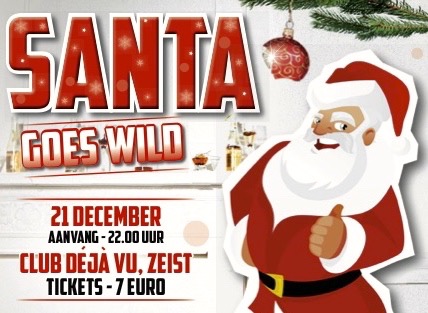 SANTA
GOES WILD
21 DECEMBER
AANVANG - 22.00 UUR
CLUB DÉJÀ VU, ZEIST
TICKETS - 7 EURO